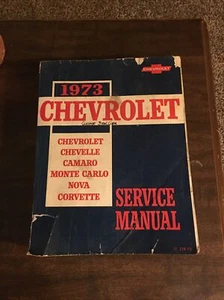 CHEVROLET
1973
CHEVROLET
CHEVROLET
CHEVELLE
CAMARO
MONTE CARLO
NOVA
CORVETTE
SERVICE
MANUAL